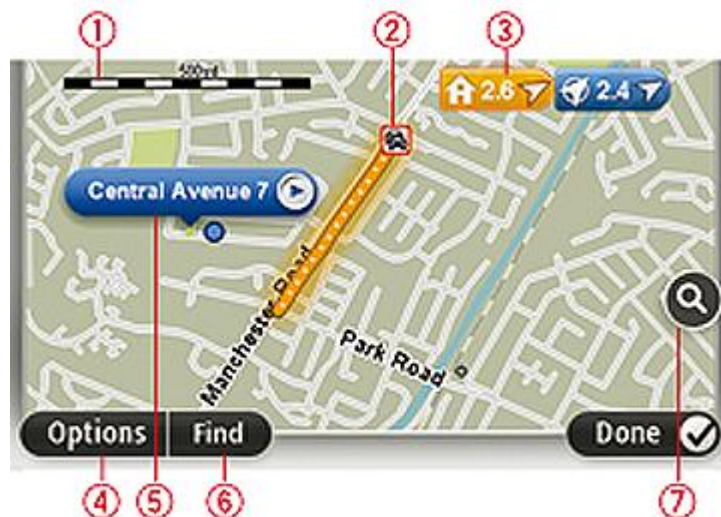 1 2 3
500yd
2.6 2.4
Central Avenue 7
Manchester Road
Park Road
Options Find Done
4 5 6 7